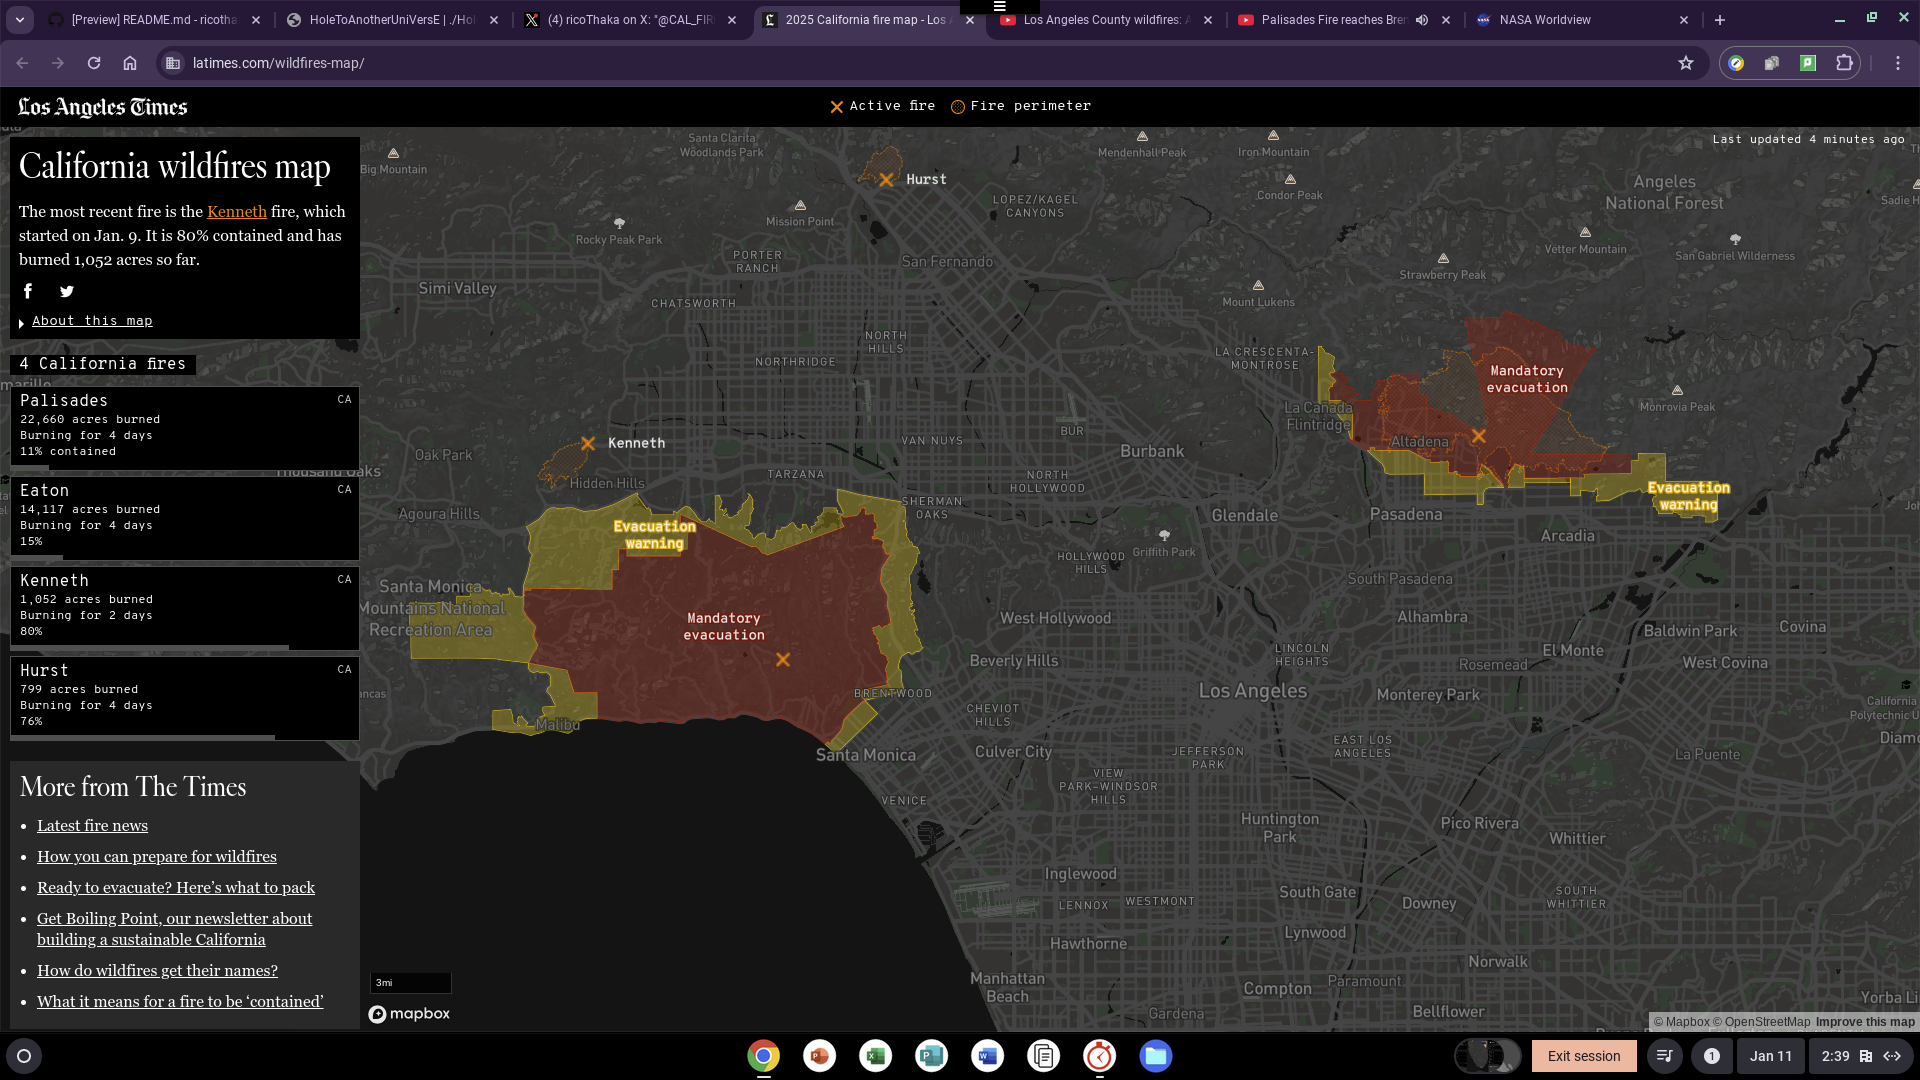 [Preview] README.md - ricotha
HoleToAnotherUniVersE | ./Hol
(4) ricoThaka on X: "@CAL_FIR
2025 California fire map - Los A
Los Angeles County wildfires: A
Palisades Fire reaches Bren
NASA Worldview
latimes.com/wildfires-map/
Los Angeles Times
Active fire
Fire perimeter
Last updated 4 minutes ago
California wildfires map
The most recent fire is the Kenneth fire, which
started on Jan. 9. It is 80% contained and has
burned 1,052 acres so far.
About this map
4 California fires
Palisades
CA
22,660 acres burned
Burning for 4 days
11% contained
Eaton
CA
14,117 acres burned
Burning for 4 days
15%
Kenneth
CA
1,052 acres burned
Burning for 2 days
80%
Hurst
CA
799 acres burned
Burning for 4 days
76%
More from The Times
Latest fire news
How you can prepare for wildfires
Ready to evacuate? Here's what to pack
Get Boiling Point, our newsletter about
building a sustainable California
How do wildfires get their names?
What it means for a fire to be 'contained'
Big Mountain
Santa Clarita
Woodlands Park
Hurst
Mendenhall Peak
Iron Mountain
Condor Peak
Angeles
National Forest
LOPEZ/KAGEL
CANYONS
Mission Point
Rocky Peak Park
Vetter Mountain
San Gabriel Wilderness
PORTER
RANCH
San Fernando
Strawberry Peak
Simi Valley
CHATSWORTH
Mount Lukens
NORTH
HILLS
NORTHRIDGE
LA CRESCENTA-
MONTROSE
Mandatory
evacuation
La Cañada
Flintridge
Monrovia Peak
Kenneth
VAN NUYS
BUR
Burbank
Altadena
Oak Park
Thousand Oaks
Hidden Hills
TARZANA
NORTH
HOLLYWOOD
Evacuation
warning
Agoura Hills
SHERMAN
OAKS
Glendale
Pasadena
Evacuation
warning
Arcadia
HOLLYWOOD
HILLS
Griffith Park
South Pasadena
Santa Monica
Mountains National
Recreation Area
Mandatory
evacuation
West Hollywood
Alhambra
Baldwin Park
Covina
Beverly Hills
LINCOLN
HEIGHTS
El Monte
Rosemead
West Covina
BRENTWOOD
Los Angeles
Monterey Park
California
Polytechnic U
CHEVIOT
HILLS
Malibu
Santa Monica
Culver City
JEFFERSON
PARK
EAST LOS
ANGELES
La Puente
Diamo
VENICE
VIEW
PARK-WINDSOR
HILLS
Huntington
Park
Pico Rivera
Whittier
Inglewood
South Gate
SOUTH
WHITTIER
LENNOX
WESTMONT
Downey
Hawthorne
Lynwood
Norwalk
Manhattan
Beach
Compton
Paramount
Yorba Li
Gardena
Bellflower
3mi
mapbox
© Mapbox © OpenStreetMap Improve this map
Exit session
1
Jan 11
2:39